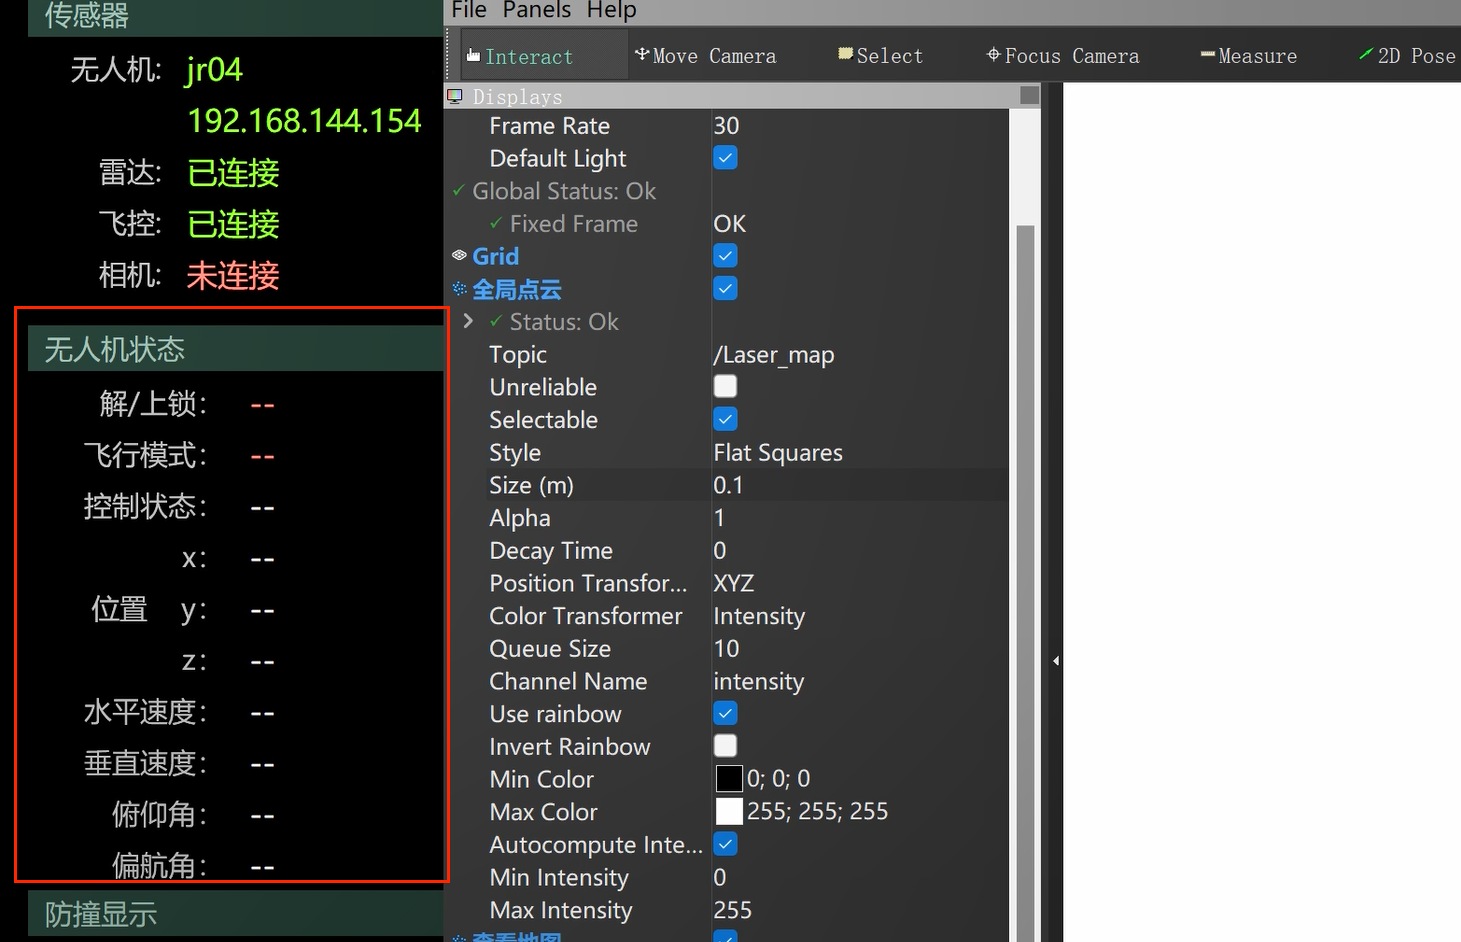 传感器
无人机: jr04
192.168.144.154
雷达: 已连接
飞控: 已连接
相机: 未连接
无人机状态
解/上锁: --
飞行模式: --
控制状态: --
x: --
位置 y: --
z: --
水平速度: --
垂直速度: --
俯仰角: --
偏航角: --
防撞显示
File Panels Help
Interact Move Camera Select Focus Camera Measure 2D Pose
Displays
Frame Rate 30
Default Light
Global Status: Ok
Fixed Frame OK
Grid
全局点云
Status: Ok
Topic /Laser_map
Unreliable
Selectable
Style Flat Squares
Size (m) 0.1
Alpha 1
Decay Time 0
Position Transfor... XYZ
Color Transformer Intensity
Queue Size 10
Channel Name intensity
Use rainbow
Invert Rainbow
Min Color 0; 0; 0
Max Color 255; 255; 255
Autocompute Inte...
Min Intensity 0
Max Intensity 255
查看地图